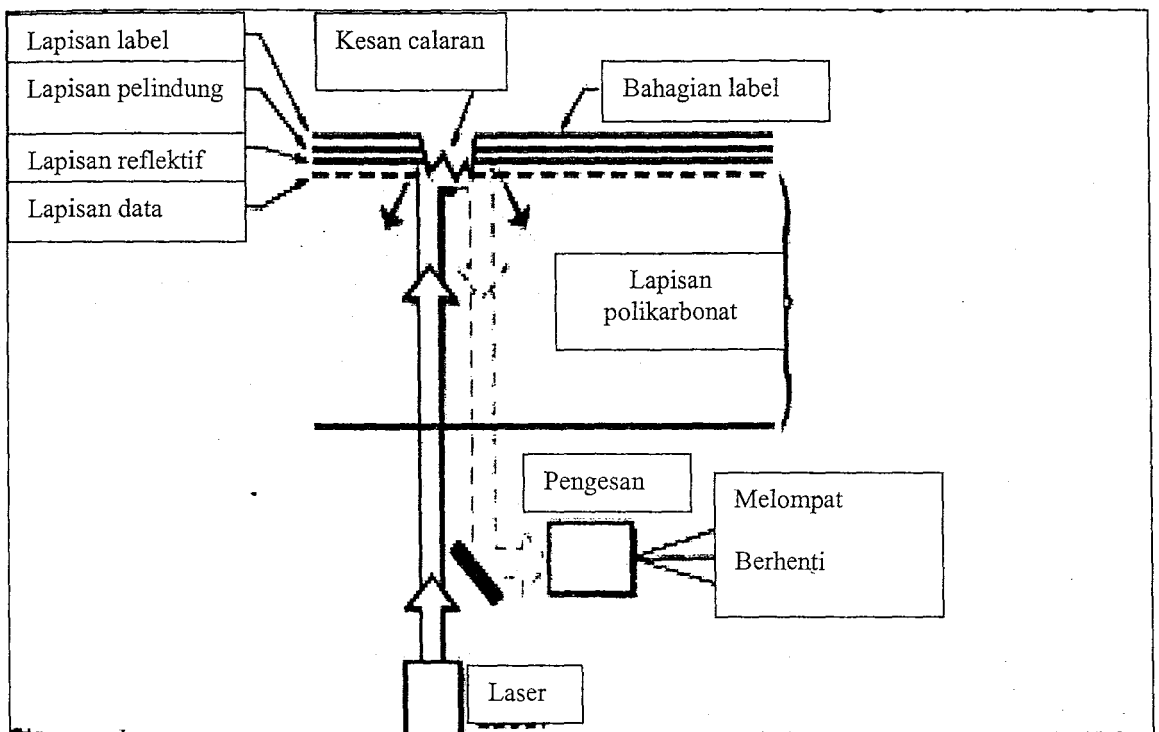 Lapisan label
Lapisan pelindung
Lapisan reflektif
Lapisan data
Kesan calaran
Bahagian label
Lapisan
polikarbonat
Pengesan
Melompat
Berhenti
Laser